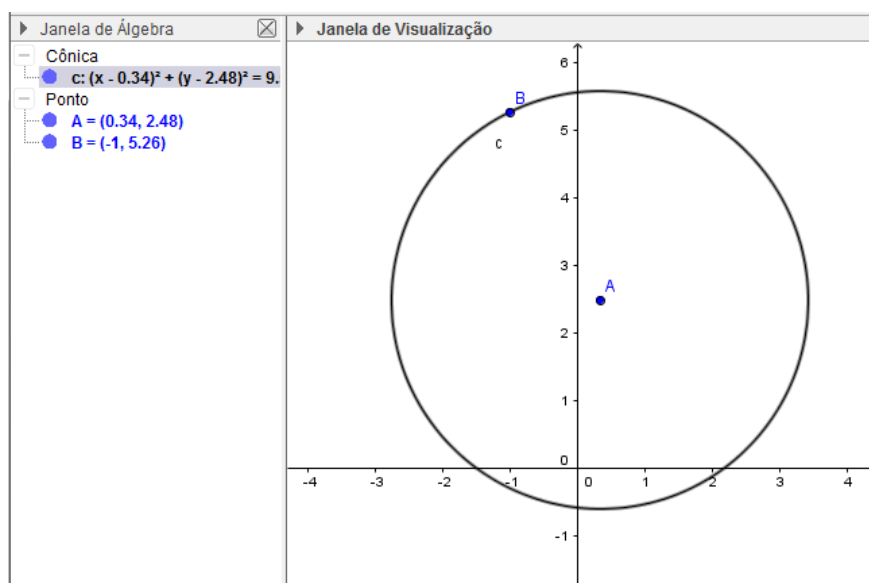 Janela de Álgebra
Cônica
c: (x - 0.34)² + (y - 2.48)² = 9.
Ponto
A = (0.34, 2.48)
B = (-1, 5.26)
Janela de Visualização
6
B
5
c
4
3
A
2
1
0
-4 -3 -2 -1 0 1 2 3 4
-1